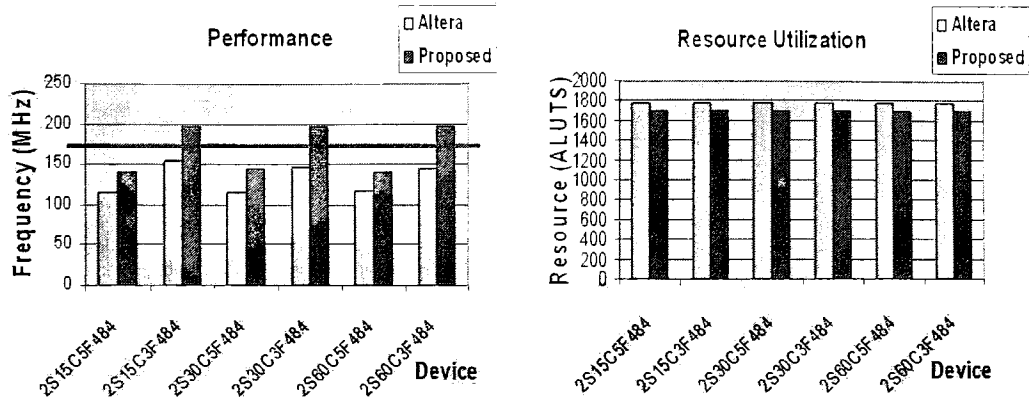 Performance
Altera
Proposed
Frequency (MHz)
250
200
150
100
50
0
2S15C5F484
2S15C3F484
2S30C5F484
2S30C3F484
2S60C5F484
2S60C3F484
Device
Resource Utilization
Altera
Proposed
Resource (ALUTS)
2000
1800
1600
1400
1200
1000
800
600
400
200
0
2S15C5F484
2S15C3F484
2S30C5F484
2S30C3F484
2S60C5F484
2S60C3F484
Device